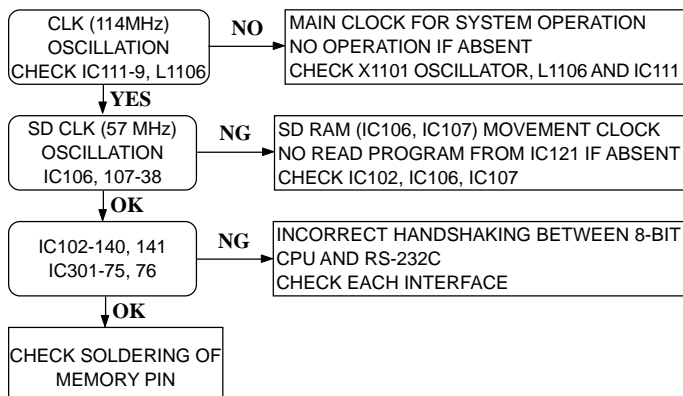 CLK (114MHz)
OSCILLATION
CHECK IC111-9, L1106
NO
MAIN CLOCK FOR SYSTEM OPERATION
NO OPERATION IF ABSENT
CHECK X1101 OSCILLATOR, L1106 AND IC111
YES
SD CLK (57 MHz)
OSCILLATION
IC106, 107-38
NG
SD RAM (IC106, IC107) MOVEMENT CLOCK
NO READ PROGRAM FROM IC121 IF ABSENT
CHECK IC102, IC106, IC107
OK
IC102-140, 141
IC301-75, 76
NG
INCORRECT HANDSHAKING BETWEEN 8-BIT
CPU AND RS-232C
CHECK EACH INTERFACE
OK
CHECK SOLDERING OF
MEMORY PIN